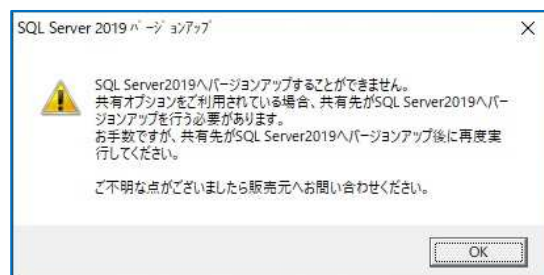 SQL Server 2019 ﾊﾞｰｼﾞｮﾝｱｯﾌﾟ
SQL Server2019へバージョンアップすることができません。
共有オプションをご利用されている場合、共有先がSQL Server2019へバー
ジョンアップを行う必要があります。
お手数ですが、共有先がSQL Server2019へバージョンアップ後に再度実
行してください。
ご不明な点がございましたら販売元へお問い合わせください。
OK